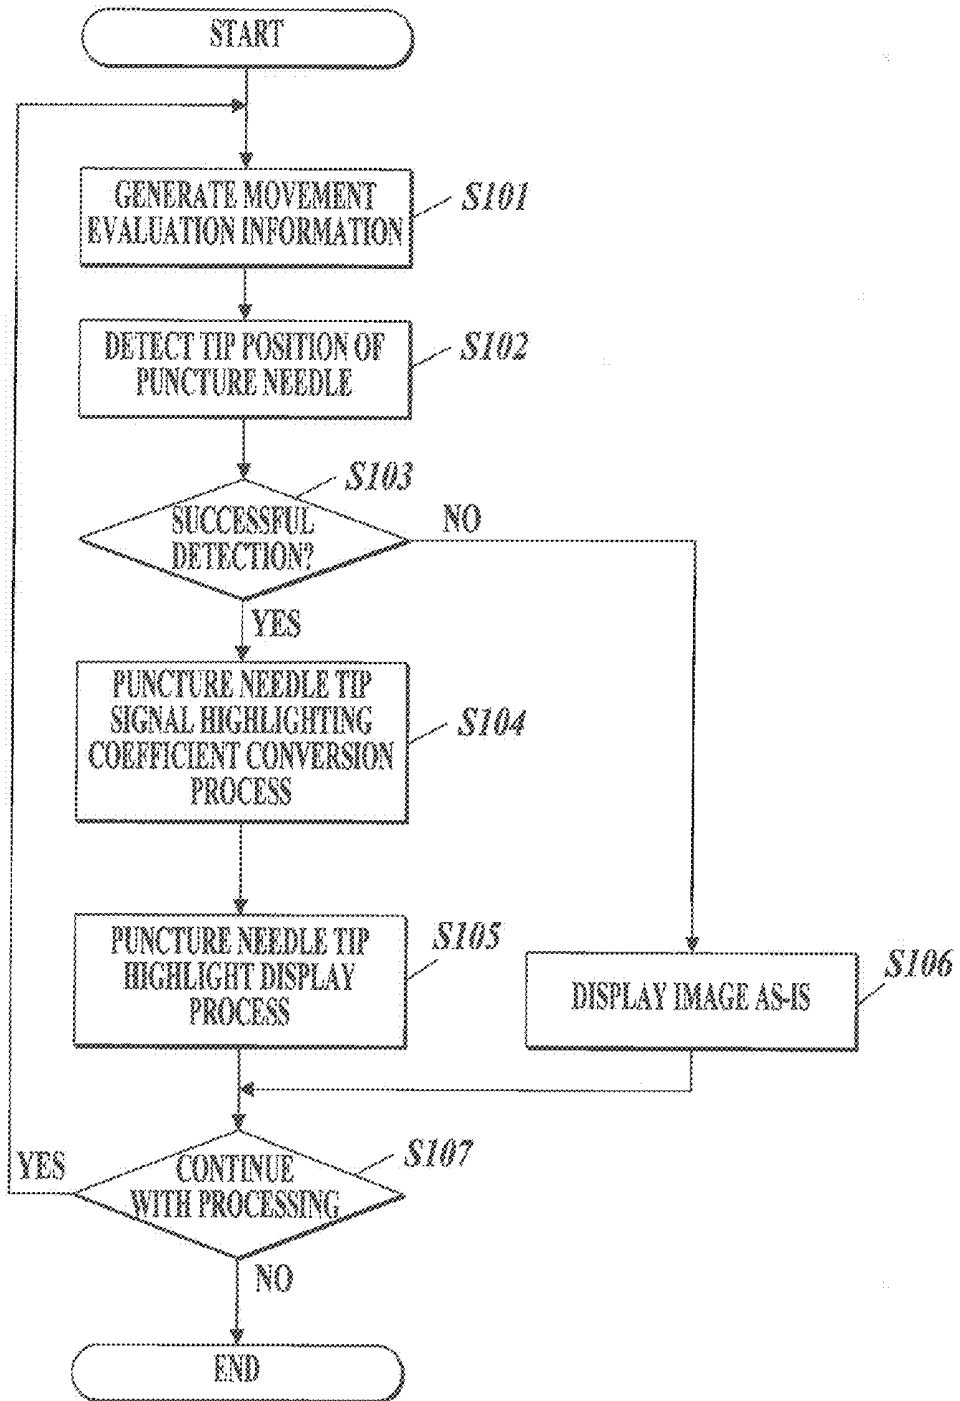 START
GENERATE MOVEMENT
EVALUATION INFORMATION
S101
DETECT TIP POSITION OF
PUNCTURE NEEDLE
S102
S103
SUCCESSFUL
DETECTION?
NO
YES
PUNCTURE NEEDLE TIP
SIGNAL HIGHLIGHTING
COEFFICIENT CONVERSION
PROCESS
S104
PUNCTURE NEEDLE TIP
HIGHLIGHT DISPLAY
PROCESS
S105
DISPLAY IMAGE AS-IS
S106
S107
YES
CONTINUE
WITH PROCESSING
NO
END